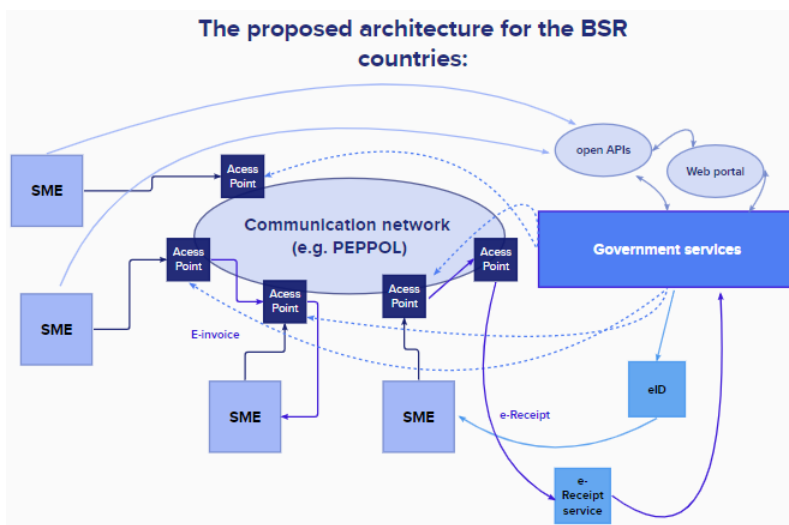 The proposed architecture for the BSR
countries:
open APIs
Web portal
SME
Acess
Point
Communication network
(e.g. PEPPOL)
Acess
Point
Acess
Point
Government services
Acess
Point
Acess
Point
SME
E-invoice
SME
SME
e-Receipt
eID
e-
Receipt
service